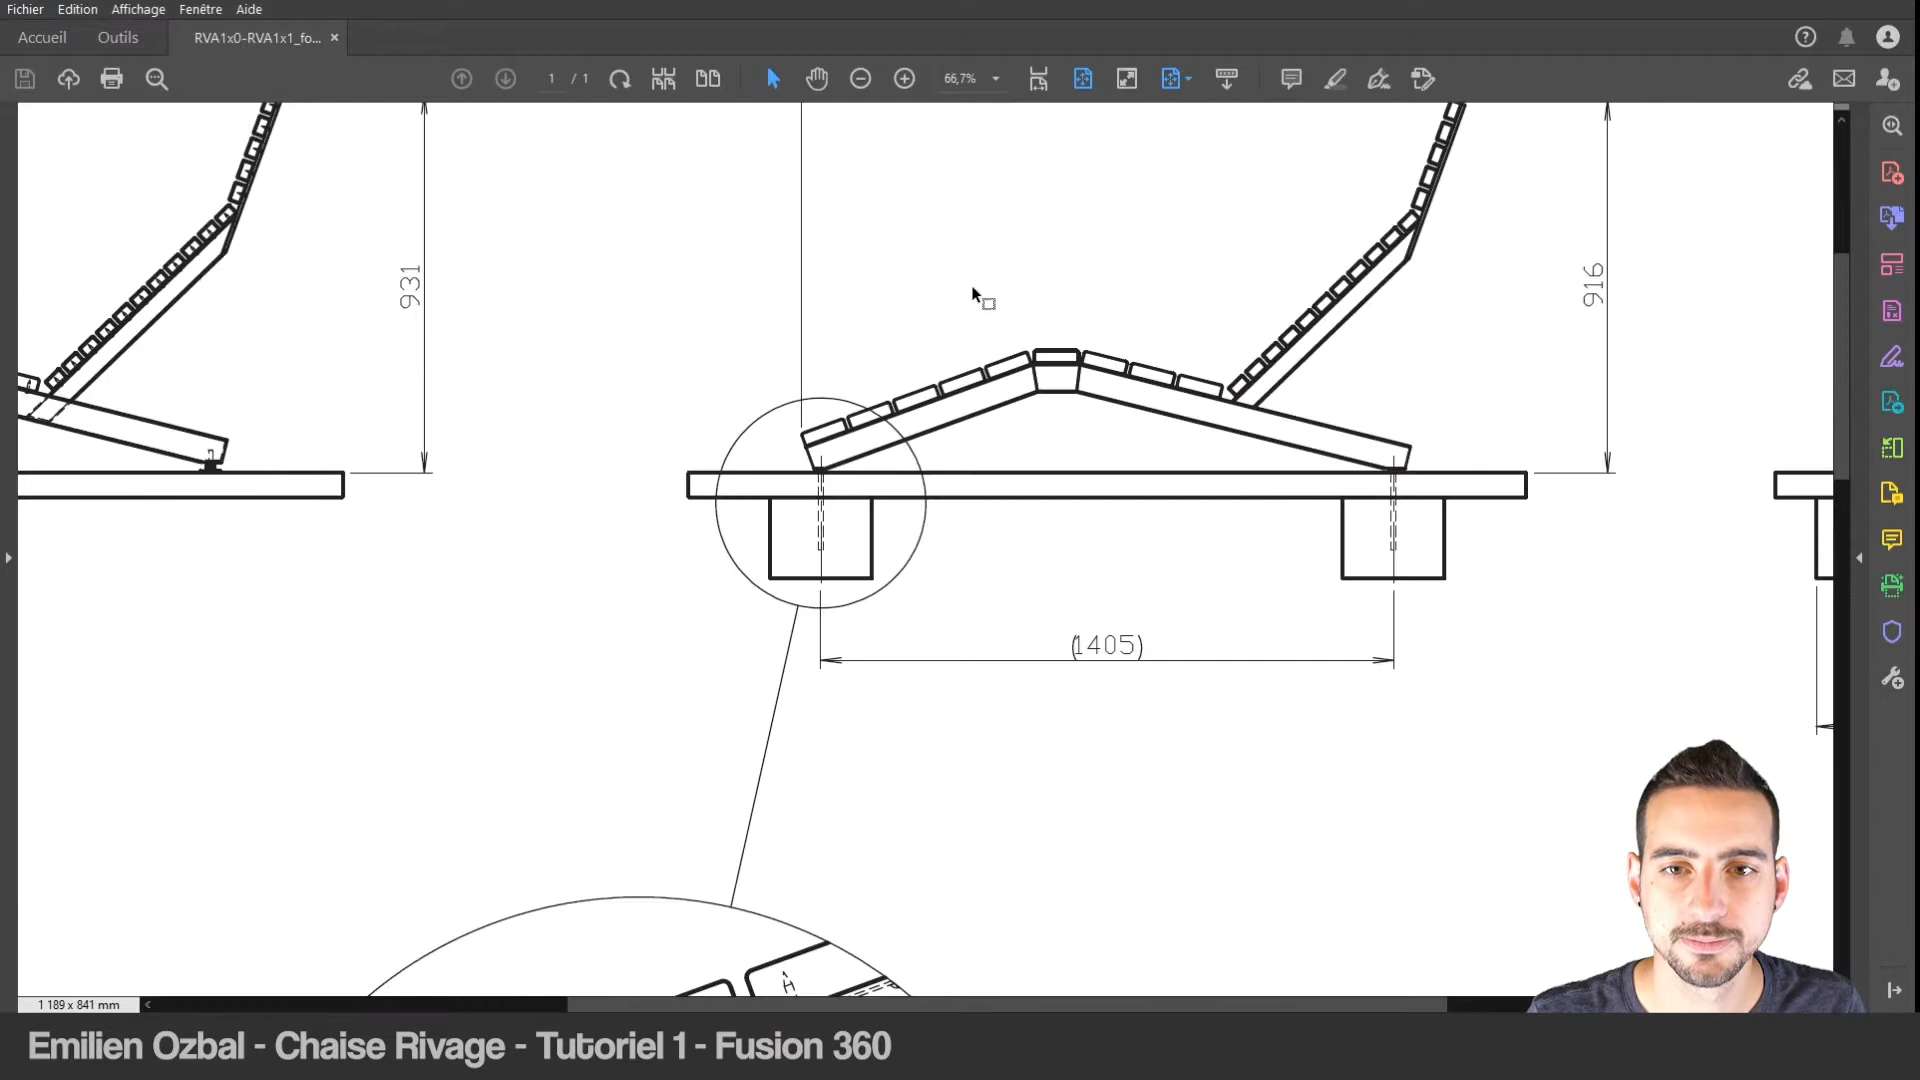 Fichier Edition Affichage Fenêtre Aide
Accueil Outils RVA1x0-RVA1x1_fo... ×
1 / 1 66,7%
931
916
(1405)
1 189 x 841 mm
Emilien Ozbal - Chaise Rivage - Tutoriel 1 - Fusion 360